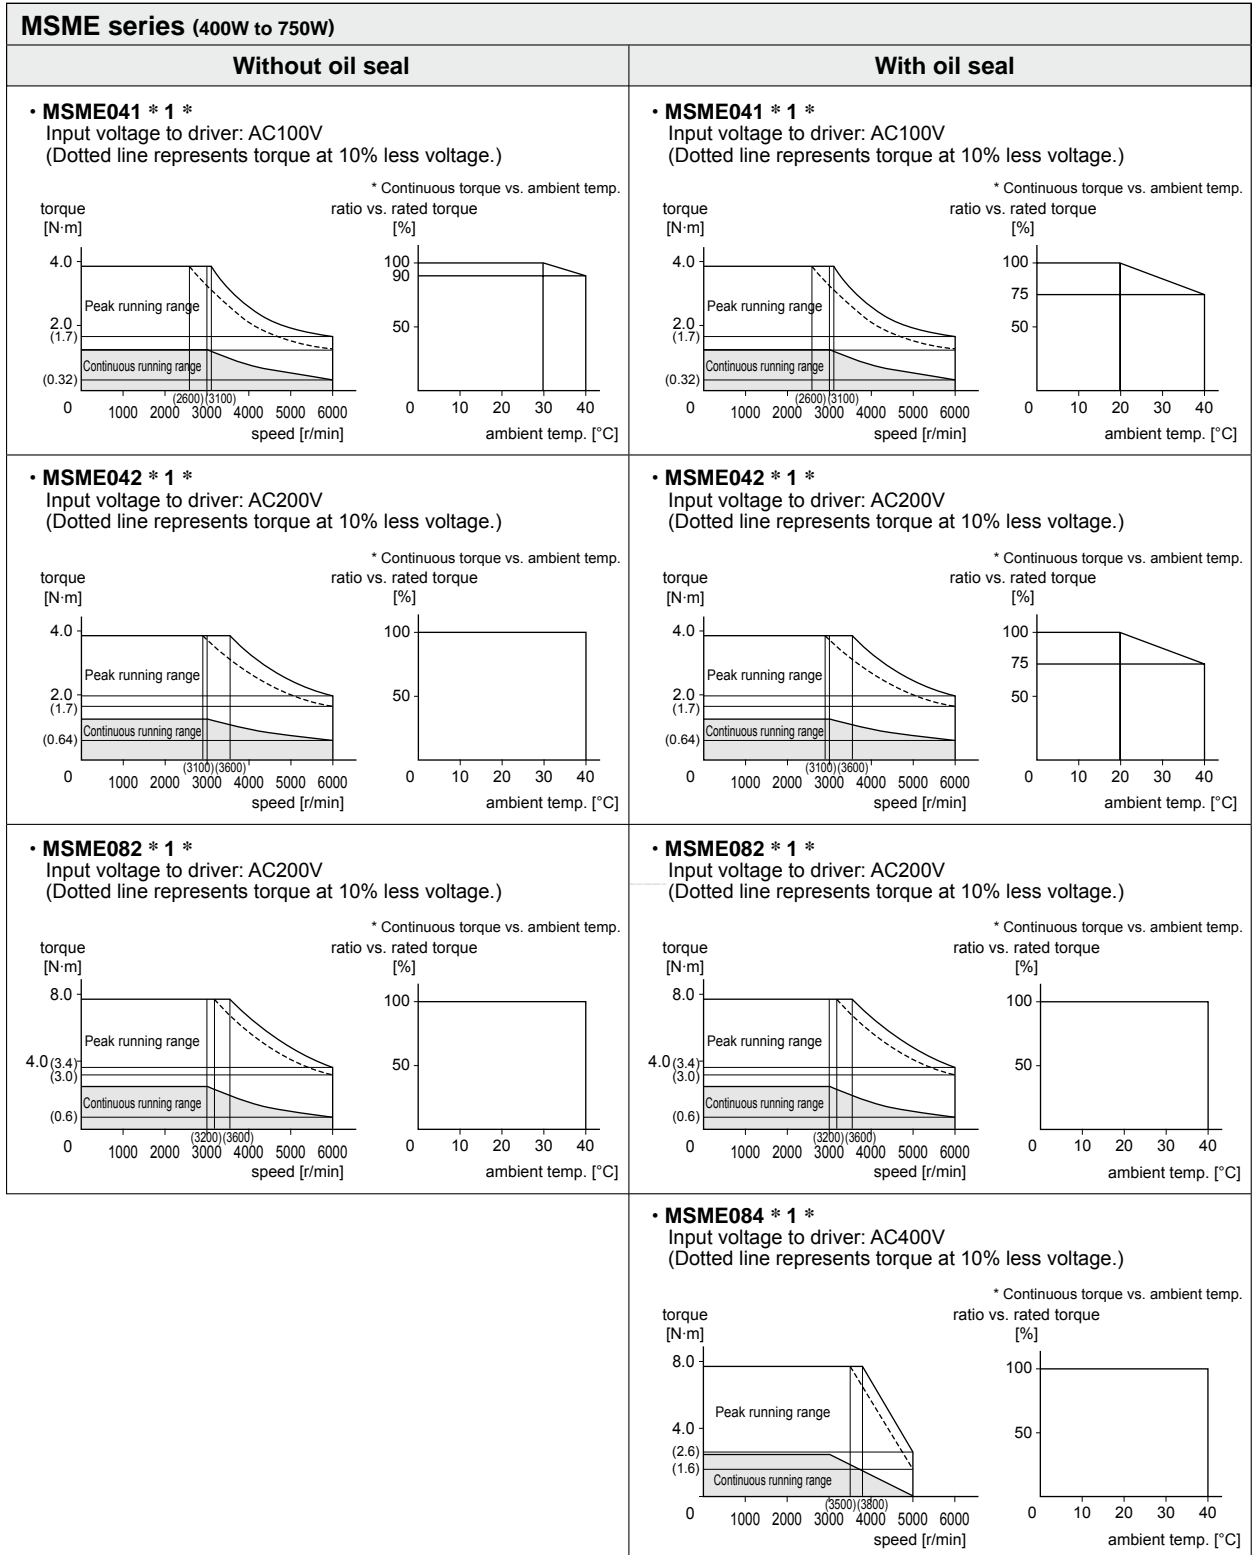 MSME series (400W to 750W)
Without oil seal
With oil seal
・MSME041 * 1 *
Input voltage to driver: AC100V
(Dotted line represents torque at 10% less voltage.)
* Continuous torque vs. ambient temp.
torque
[N·m]
4.0
2.0
(1.7)
(0.32)
Peak running range
Continuous running range
(2600) (3100)
0 1000 2000 3000 4000 5000 6000
speed [r/min]
ratio vs. rated torque
[%]
100
90
50
0 10 20 30 40
ambient temp. [°C]
・MSME041 * 1 *
Input voltage to driver: AC100V
(Dotted line represents torque at 10% less voltage.)
* Continuous torque vs. ambient temp.
torque
[N·m]
4.0
2.0
(1.7)
(0.32)
Peak running range
Continuous running range
(2600) (3100)
0 1000 2000 3000 4000 5000 6000
speed [r/min]
ratio vs. rated torque
[%]
100
75
50
0 10 20 30 40
ambient temp. [°C]
・MSME042 * 1 *
Input voltage to driver: AC200V
(Dotted line represents torque at 10% less voltage.)
* Continuous torque vs. ambient temp.
torque
[N·m]
4.0
2.0
(1.7)
(0.64)
Peak running range
Continuous running range
(3100) (3600)
0 1000 2000 3000 4000 5000 6000
speed [r/min]
ratio vs. rated torque
[%]
100
50
0 10 20 30 40
ambient temp. [°C]
・MSME042 * 1 *
Input voltage to driver: AC200V
(Dotted line represents torque at 10% less voltage.)
* Continuous torque vs. ambient temp.
torque
[N·m]
4.0
2.0
(1.7)
(0.64)
Peak running range
Continuous running range
(3100) (3600)
0 1000 2000 3000 4000 5000 6000
speed [r/min]
ratio vs. rated torque
[%]
100
75
50
0 10 20 30 40
ambient temp. [°C]
・MSME082 * 1 *
Input voltage to driver: AC200V
(Dotted line represents torque at 10% less voltage.)
* Continuous torque vs. ambient temp.
torque
[N·m]
8.0
4.0 (3.4)
(3.0)
(0.6)
Peak running range
Continuous running range
(3200) (3600)
0 1000 2000 3000 4000 5000 6000
speed [r/min]
ratio vs. rated torque
[%]
100
50
0 10 20 30 40
ambient temp. [°C]
・MSME082 * 1 *
Input voltage to driver: AC200V
(Dotted line represents torque at 10% less voltage.)
* Continuous torque vs. ambient temp.
torque
[N·m]
8.0
4.0 (3.4)
(3.0)
(0.6)
Peak running range
Continuous running range
(3200) (3600)
0 1000 2000 3000 4000 5000 6000
speed [r/min]
ratio vs. rated torque
[%]
100
50
0 10 20 30 40
ambient temp. [°C]
・MSME084 * 1 *
Input voltage to driver: AC400V
(Dotted line represents torque at 10% less voltage.)
* Continuous torque vs. ambient temp.
torque
[N·m]
8.0
4.0
(2.6)
(1.6)
Peak running range
Continuous running range
(3500) (3800)
0 1000 2000 3000 4000 5000 6000
speed [r/min]
ratio vs. rated torque
[%]
100
50
0 10 20 30 40
ambient temp. [°C]